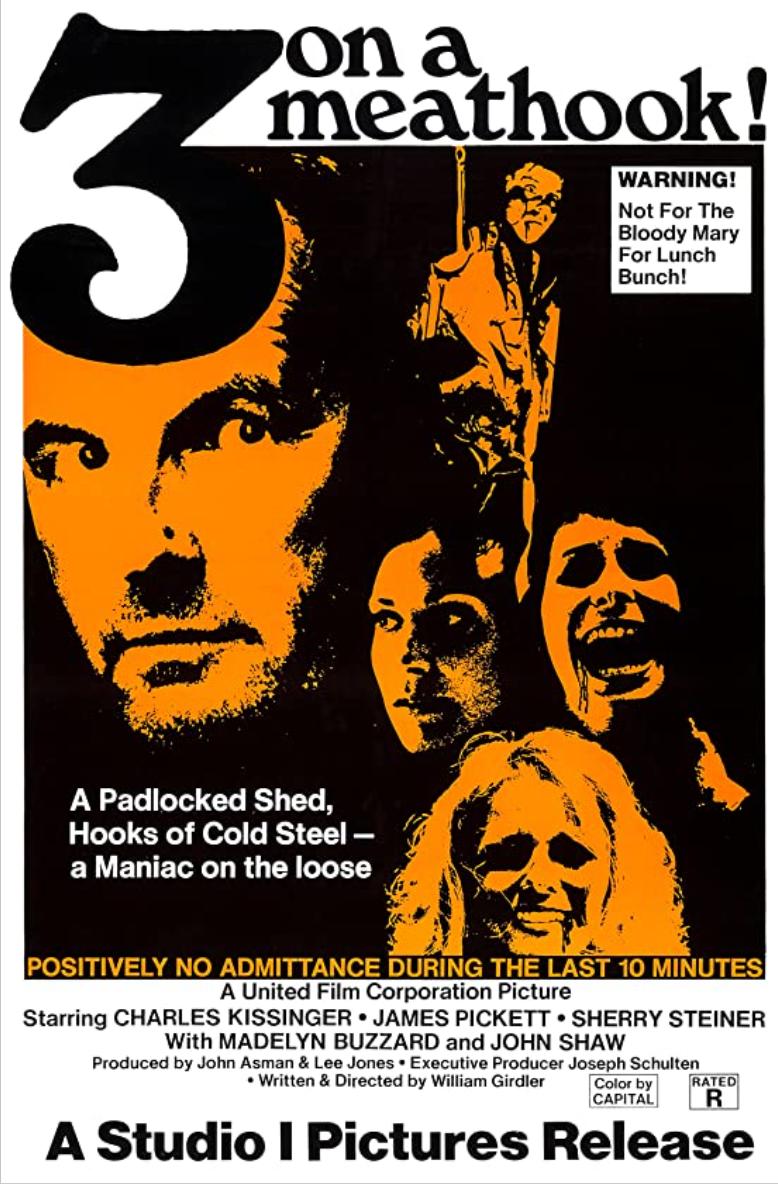 3 on a
meathook!
WARNING!
Not For The
Bloody Mary
For Lunch
Bunch!
A Padlocked Shed,
Hooks of Cold Steel —
a Maniac on the loose
POSITIVELY NO ADMITTANCE DURING THE LAST 10 MINUTES
A United Film Corporation Picture
Starring CHARLES KISSINGER • JAMES PICKETT • SHERRY STEINER
With MADELYN BUZZARD and JOHN SHAW
Produced by John Asman & Lee Jones • Executive Producer Joseph Schulten
• Written & Directed by William Girdler
Color by
CAPITAL
RATED
R
A Studio I Pictures Release